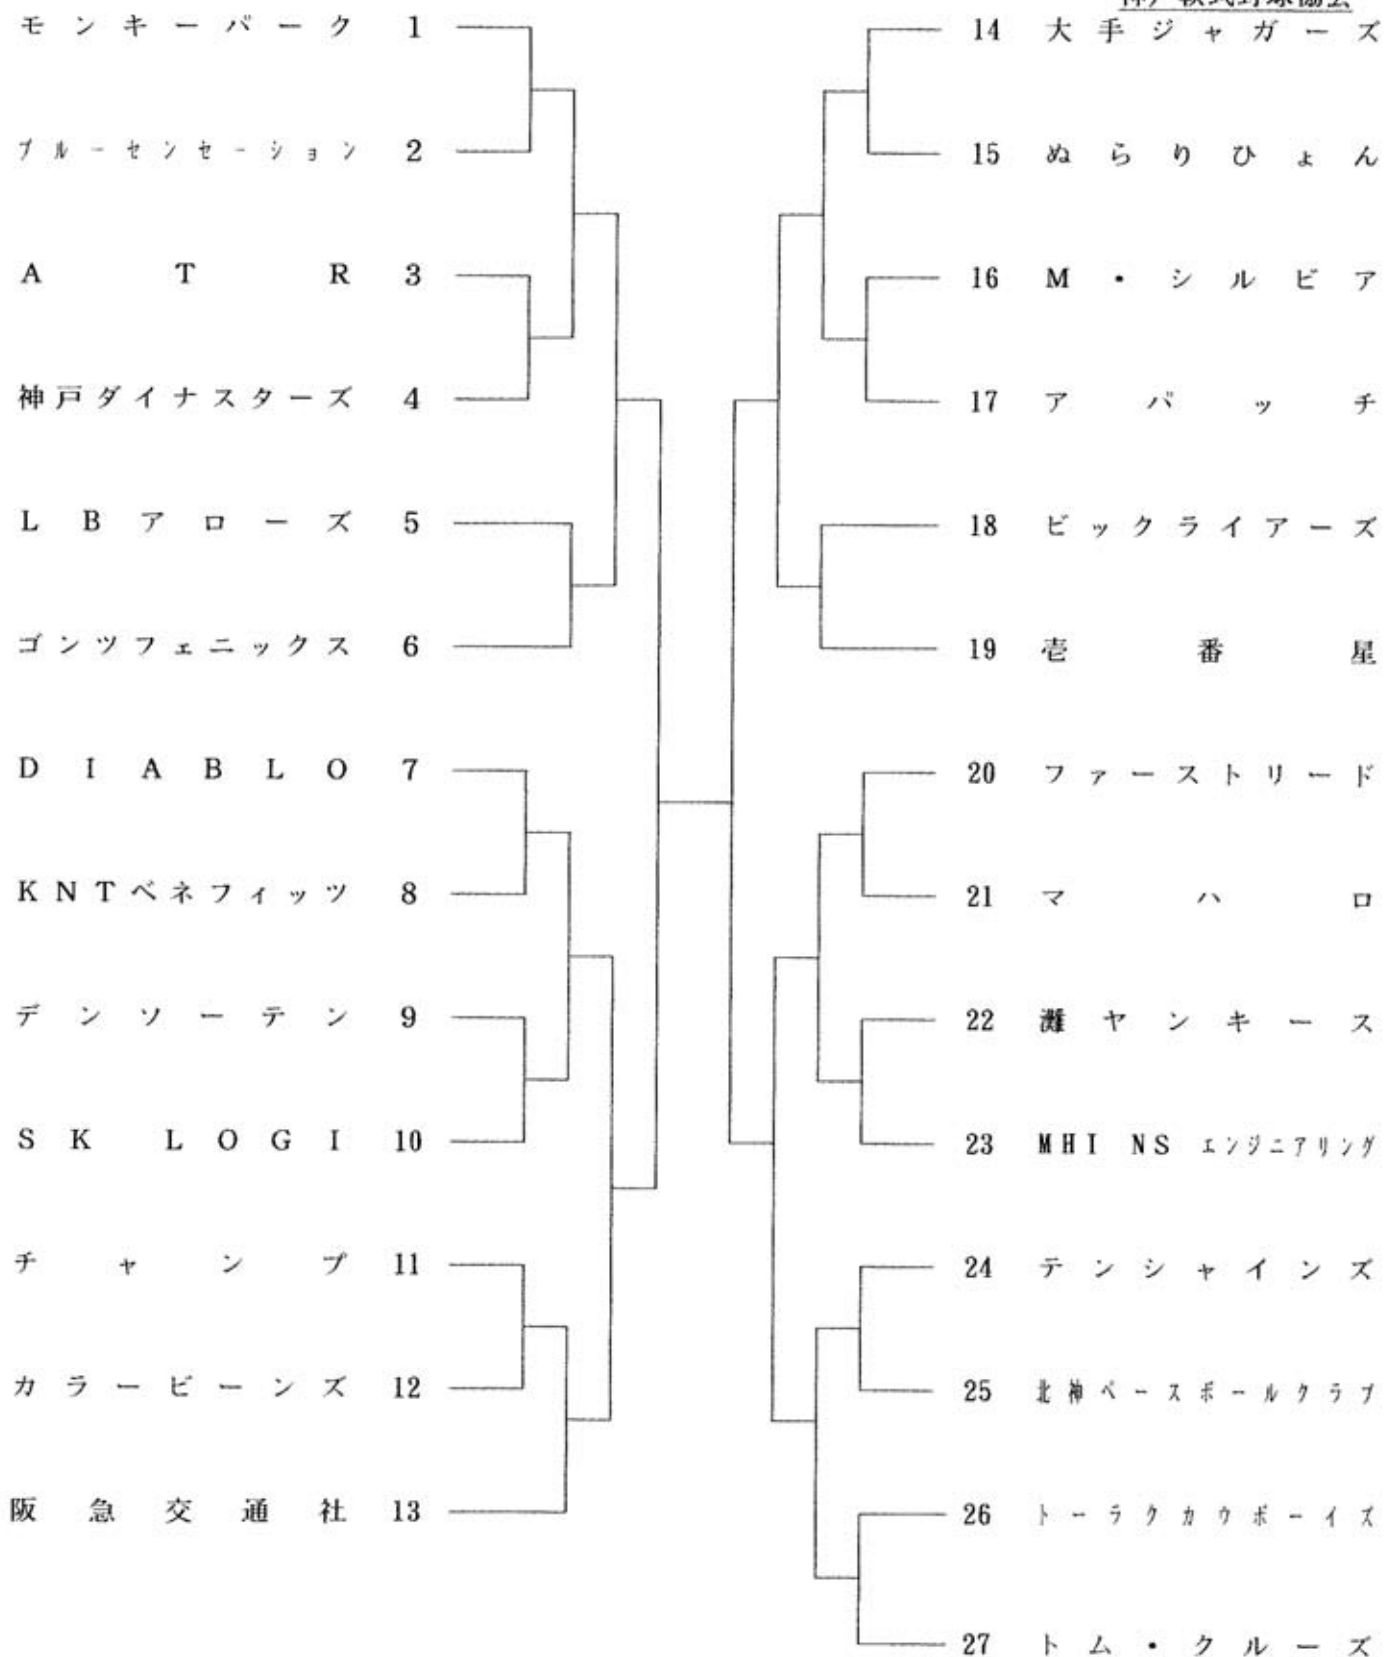 モンキーパーク 1
ブルーセンセーション 2
ATR 3
神戸ダイナスターズ 4
LBアローズ 5
ゴンツフェニックス 6
DIABLO 7
KNTベネフィッツ 8
デンソーテン 9
SK LOGI 10
チャンプ 11
カラービーンズ 12
阪急交通社 13
14 大手ジャガーズ
15 ぬらりひょん
16 M・シルビア
17 アパッチ
18 ビックライアーズ
19 壱番星
20 ファーストリード
21 マハロ
22 灘ヤンキース
23 MHI NS エンジニアリング
24 テンシャインズ
25 北神ベースボールクラブ
26 トーラクカウボーイズ
27 トム・クルーズ